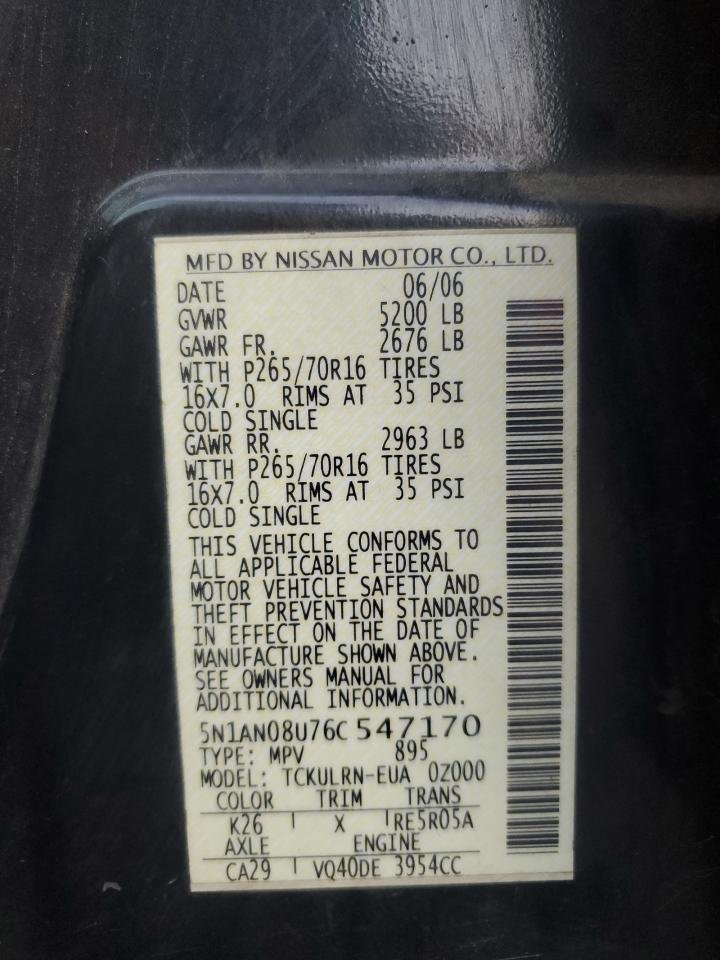 MFD BY NISSAN MOTOR CO., LTD.
DATE 06/06
GVWR 5200 LB
GAWR FR. 2676 LB
WITH P265/70R16 TIRES
16X7.0 RIMS AT 35 PSI
COLD SINGLE
GAWR RR. 2963 LB
WITH P265/70R16 TIRES
16X7.0 RIMS AT 35 PSI
COLD SINGLE
THIS VEHICLE CONFORMS TO
ALL APPLICABLE FEDERAL
MOTOR VEHICLE SAFETY AND
THEFT PREVENTION STANDARDS
IN EFFECT ON THE DATE OF
MANUFACTURE SHOWN ABOVE.
SEE OWNERS MANUAL FOR
ADDITIONAL INFORMATION.
5N1AN08U76C 547170
TYPE: MPV 895
MODEL: TCKULRN-EUA 0Z000
COLOR TRIM TRANS
K26 X RE5R05A
AXLE ENGINE
CA29 VQ40DE 3954CC